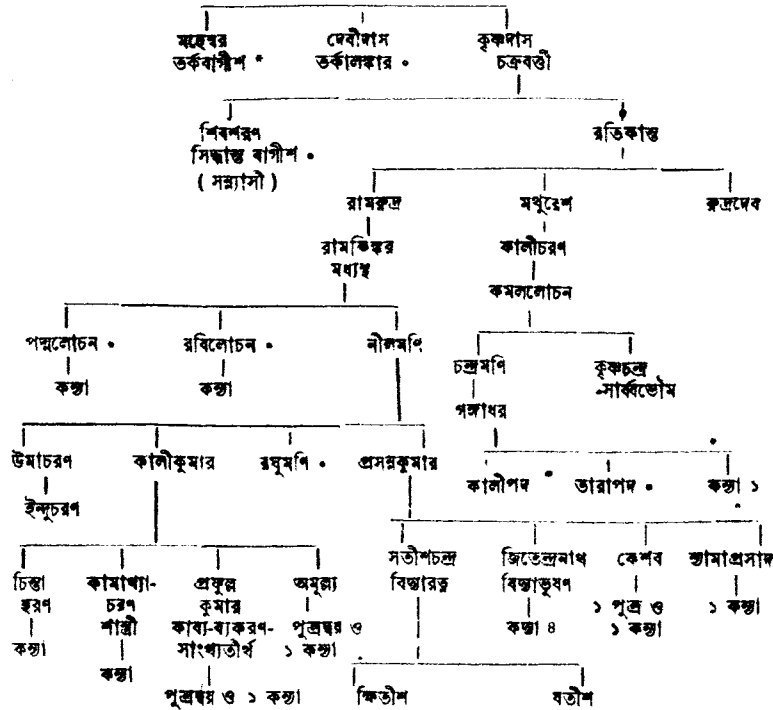 মহেশ্বর দেবীদাস কৃষ্ণদাস
তর্কবাগীশ * তর্কালঙ্কার * চক্রবর্ত্তী
শিবশরণ রতিকান্ত
সিদ্ধান্ত বাগীশ *
( সন্ন্যাসী )
রামরুদ্র মথুরেশ রুদ্রদেব
রামকিঙ্কর কালীচরণ
মধ্যস্থ
কমললোচন
পদ্মলোচন * রবিলোচন * নীলমণি
চন্দ্রমণি কৃষ্ণচন্দ্র
সার্ব্বভৌম
কন্যা কন্যা
গঙ্গাধর
উমাচরণ কালীকুমার রঘুমণি * প্রসন্নকুমার
কালীপদ * তারাপদ * কন্যা ১
ইন্দুচরণ
সতীশচন্দ্র জিতেন্দ্রনাথ কেশব শ্যামাপ্রসাদ
বিদ্যারত্ন বিদ্যাভূষণ
চিন্তা কামাখ্যা- প্রফুল্ল অমূল্য
হরণ চরণ কুমার
শাস্ত্রী কাব্য-ব্যাকরণ- পুত্রদ্বয় ও
সাংখ্যতীর্থ ১ কন্যা
কন্যা ৪ ১ পুত্র ও ১ কন্যা
১ কন্যা
কন্যা
কন্যা
পুত্রদ্বয় ও ১ কন্যা ক্ষিতীশ যতীশ